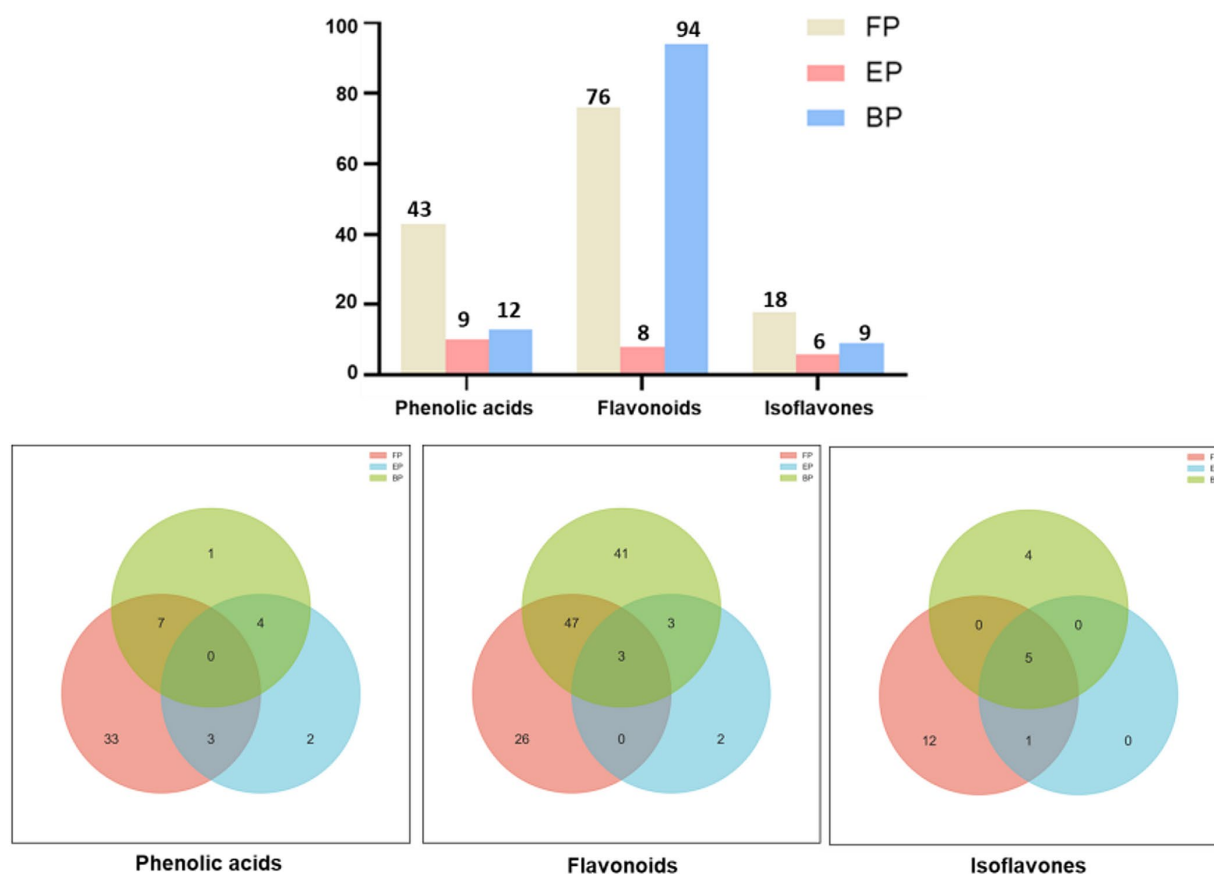 100
80
60
40
20
0
43
9
12
76
8
94
18
6
9
FP
EP
BP
Phenolic acids
Flavonoids
Isoflavones
FP
EP
BP
1
7
4
0
33
3
2
Phenolic acids
FP
EP
BP
41
47
3
3
26
0
2
Flavonoids
F
E
B
4
0
0
5
12
1
0
Isoflavones